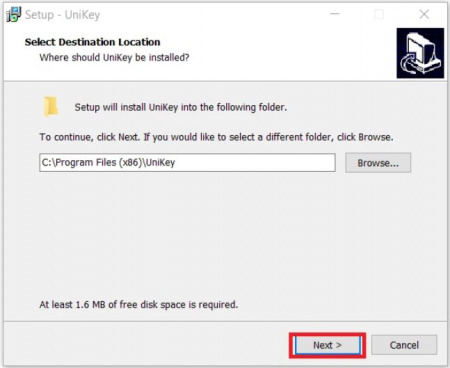 Setup - UniKey
Select Destination Location
Where should UniKey be installed?
Setup will install UniKey into the following folder.
To continue, click Next. If you would like to select a different folder, click Browse.
C:\Program Files (x86)\UniKey
Browse...
At least 1.6 MB of free disk space is required.
Next >
Cancel